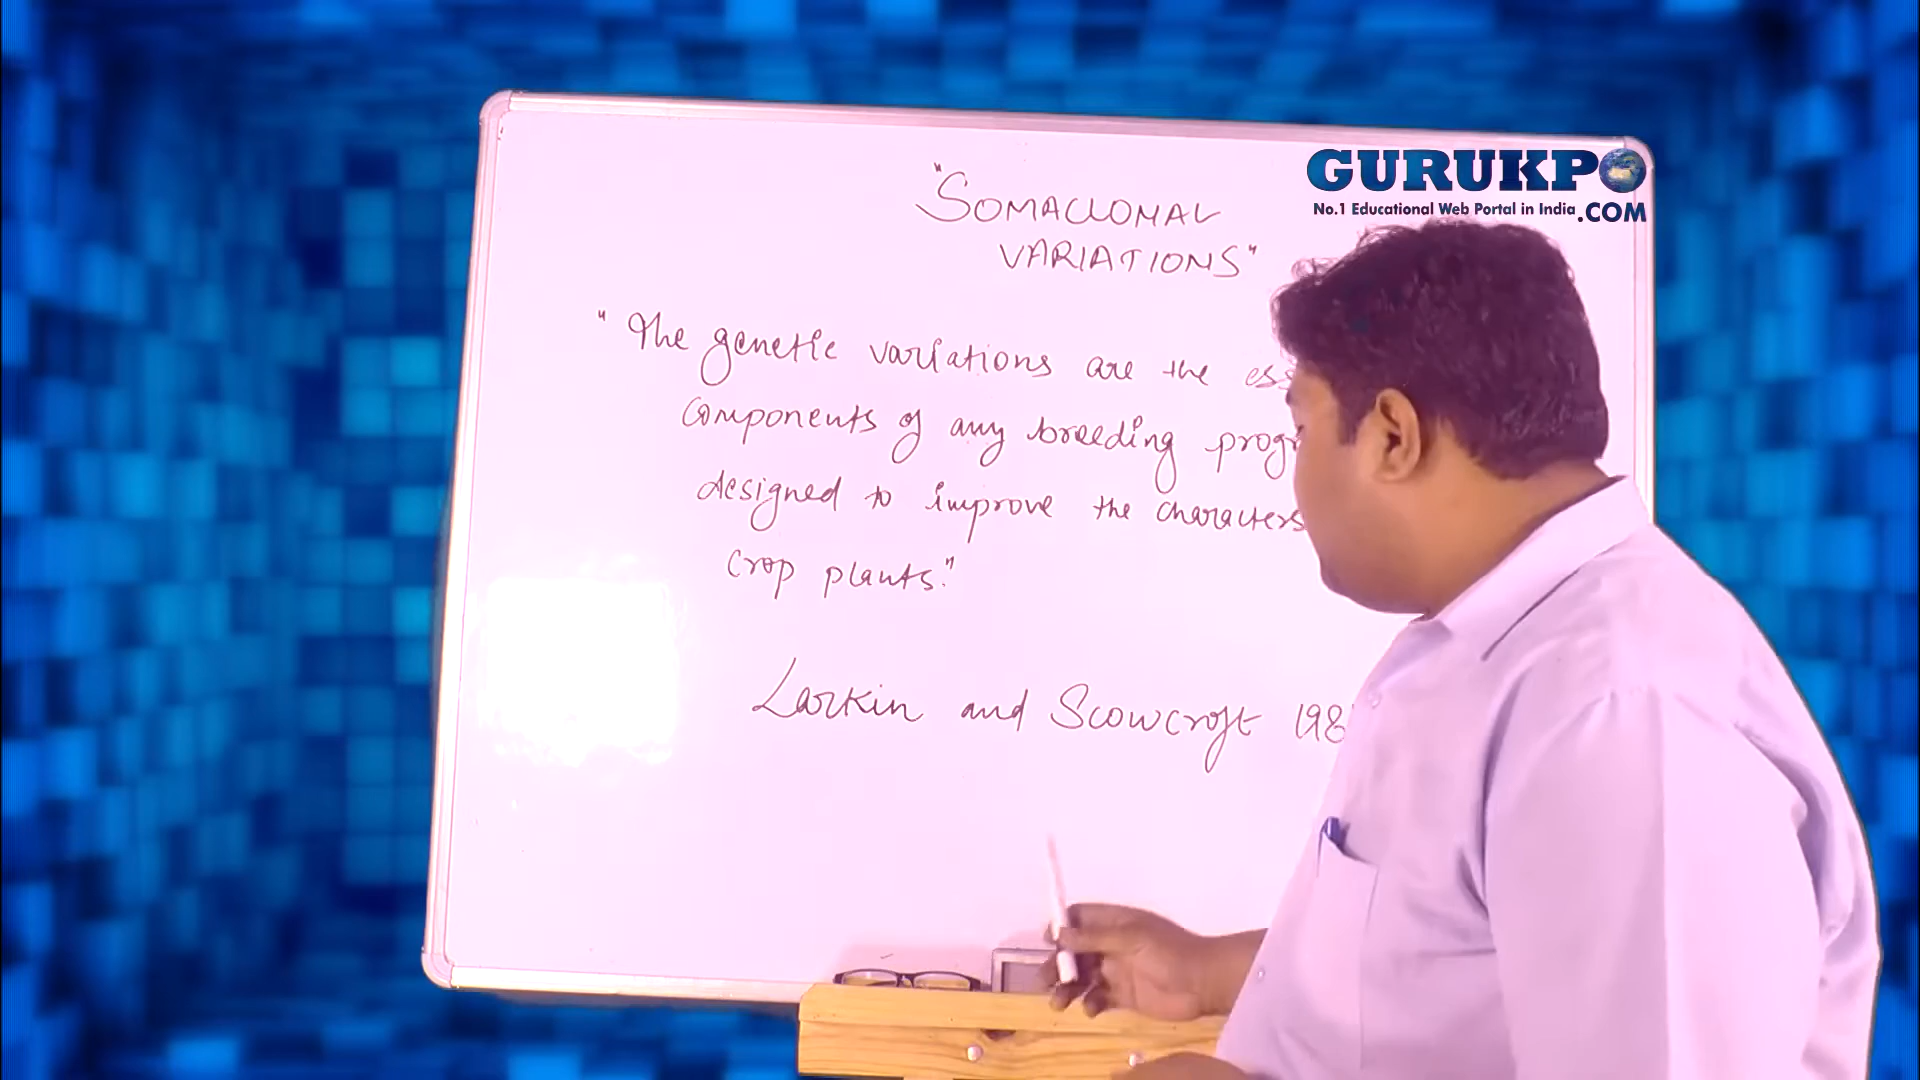 "SOMACLONAL
VARIATIONS"
GURUKPO
No.1 Educational Web Portal in India .COM
"The genetic variations are the
components of any breeding
designed to improve the characters
crop plants."
Larkin and Scowcroft